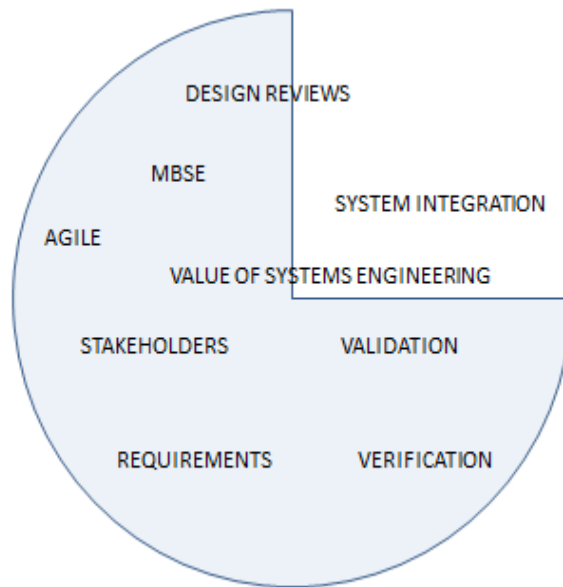 DESIGN REVIEWS
MBSE
SYSTEM INTEGRATION
AGILE
VALUE OF SYSTEMS ENGINEERING
STAKEHOLDERS
VALIDATION
REQUIREMENTS
VERIFICATION